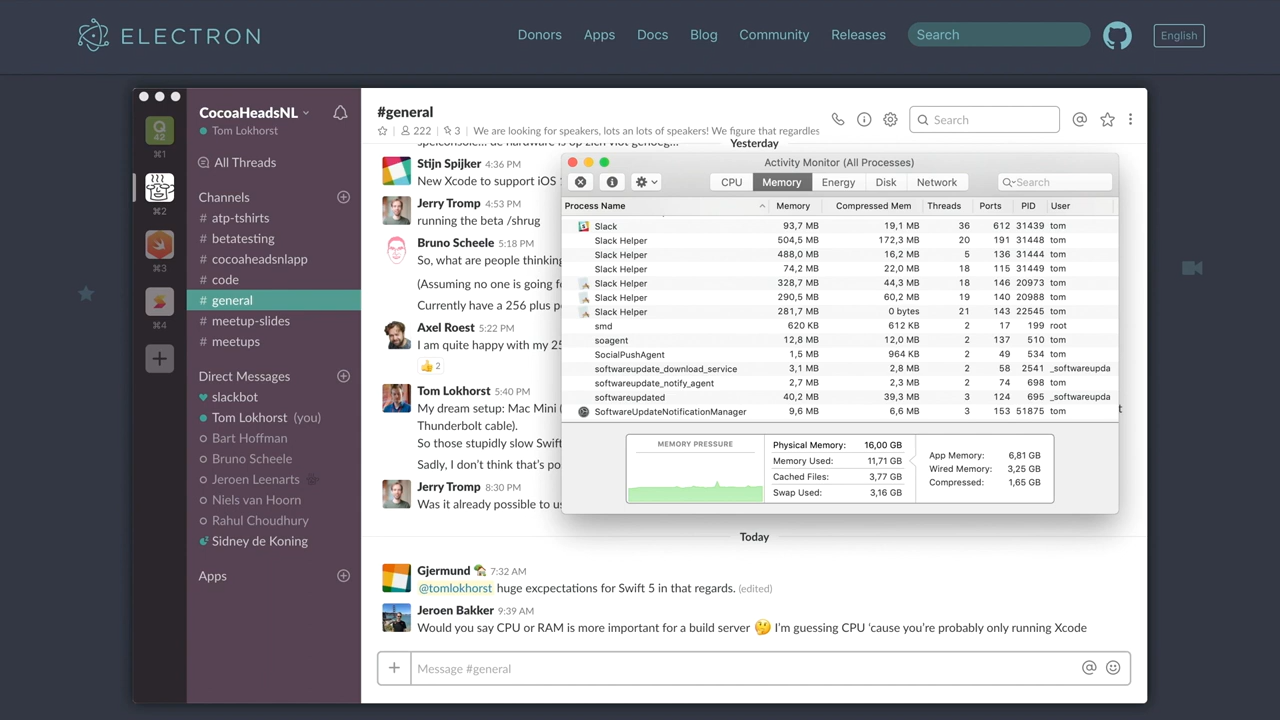 ELECTRON
Donors Apps Docs Blog Community Releases Search English
CocoaHeadsNL
Tom Lokhorst
Q
42
⌘1
⌘2
⌘3
⌘4
All Threads
Channels
# atp-tshirts
# betatesting
# cocoaheadsnlapp
# code
# general
# meetup-slides
# meetups
Direct Messages
slackbot
Tom Lokhorst (you)
Bart Hoffman
Bruno Scheele
Jeroen Leenarts
Niels van Hoorn
Rahul Choudhury
Sidney de Koning
Apps
#general
222 | 3 | We are looking for speakers, lots an lots of speakers! We figure that regardles
Search
Yesterday
Stijn Spijker 4:36 PM
New Xcode to support iOS
Jerry Tromp 4:53 PM
running the beta /shrug
Bruno Scheele 5:18 PM
So, what are people thinking
(Assuming no one is going fo
Currently have a 256 plus p
Axel Roest 5:22 PM
I am quite happy with my 25
2
Tom Lokhorst 5:40 PM
My dream setup: Mac Mini (
Thunderbolt cable).
So those stupidly slow Swift
Sadly, I don't think that's po
Jerry Tromp 8:30 PM
Was it already possible to us
Activity Monitor (All Processes)
CPU Memory Energy Disk Network Search
Process Name Memory Compressed Mem Threads Ports PID User
Slack 93,7 MB 19,1 MB 36 612 31439 tom
Slack Helper 504,5 MB 172,3 MB 20 191 31448 tom
Slack Helper 488,0 MB 16,2 MB 5 136 31444 tom
Slack Helper 74,2 MB 22,0 MB 18 115 31449 tom
Slack Helper 328,7 MB 44,3 MB 18 146 20973 tom
Slack Helper 290,5 MB 60,2 MB 19 140 20988 tom
Slack Helper 281,7 MB 0 bytes 21 143 22545 tom
smd 620 KB 612 KB 2 17 199 root
soagent 12,8 MB 12,0 MB 2 137 510 tom
SocialPushAgent 1,5 MB 964 KB 2 49 534 tom
softwareupdate_download_service 3,1 MB 2,8 MB 2 58 2541 _softwareupda
softwareupdate_notify_agent 2,7 MB 2,3 MB 2 74 698 tom
softwareupdated 40,2 MB 39,3 MB 3 124 695 _softwareupda
SoftwareUpdateNotificationManager 9,6 MB 6,6 MB 3 153 51875 tom
MEMORY PRESSURE
Physical Memory: 16,00 GB
Memory Used: 11,71 GB
Cached Files: 3,77 GB
Swap Used: 3,16 GB
App Memory: 6,81 GB
Wired Memory: 3,25 GB
Compressed: 1,65 GB
Today
Gjermund 7:32 AM
@tomlokhorst huge excpectations for Swift 5 in that regards. (edited)
Jeroen Bakker 9:39 AM
Would you say CPU or RAM is more important for a build server 🤔 I'm guessing CPU 'cause you're probably only running Xcode
Message #general